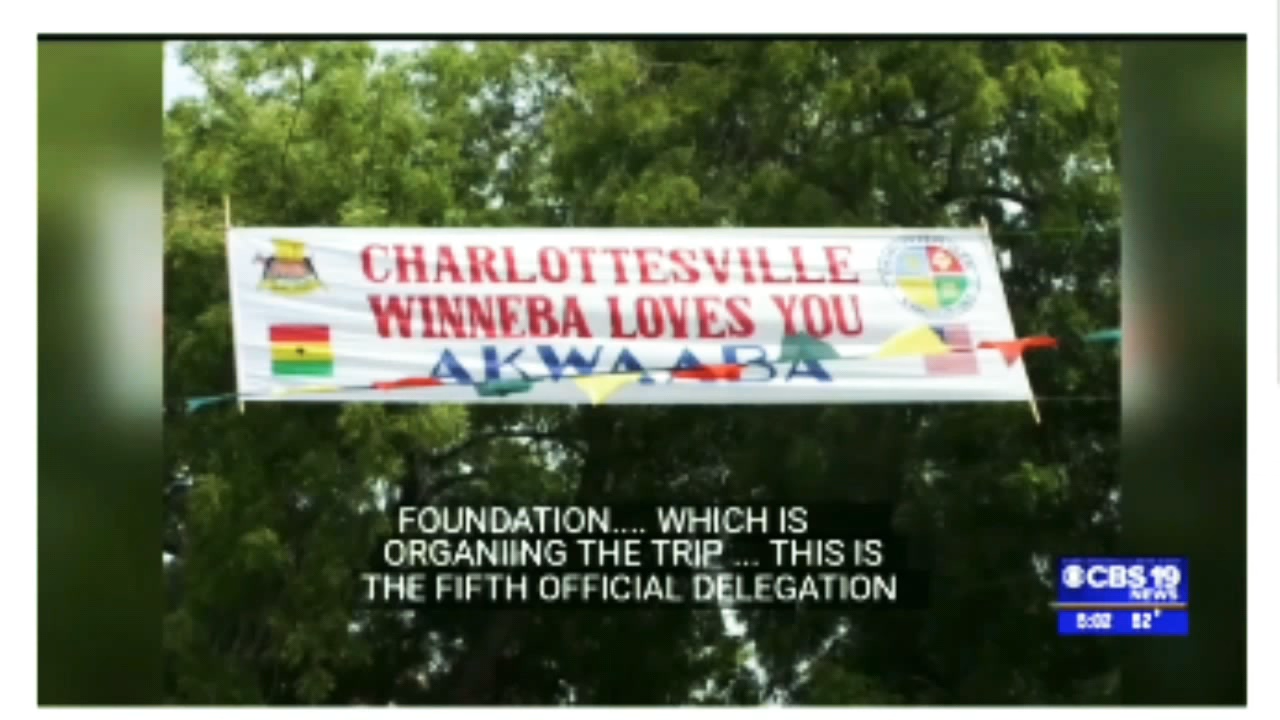 CHARLOTTESVILLE
WINNEBA LOVES YOU
AKWAABA
FOUNDATION.... WHICH IS
ORGANIING THE TRIP ... THIS IS
THE FIFTH OFFICIAL DELEGATION
CBS 19
NEWS